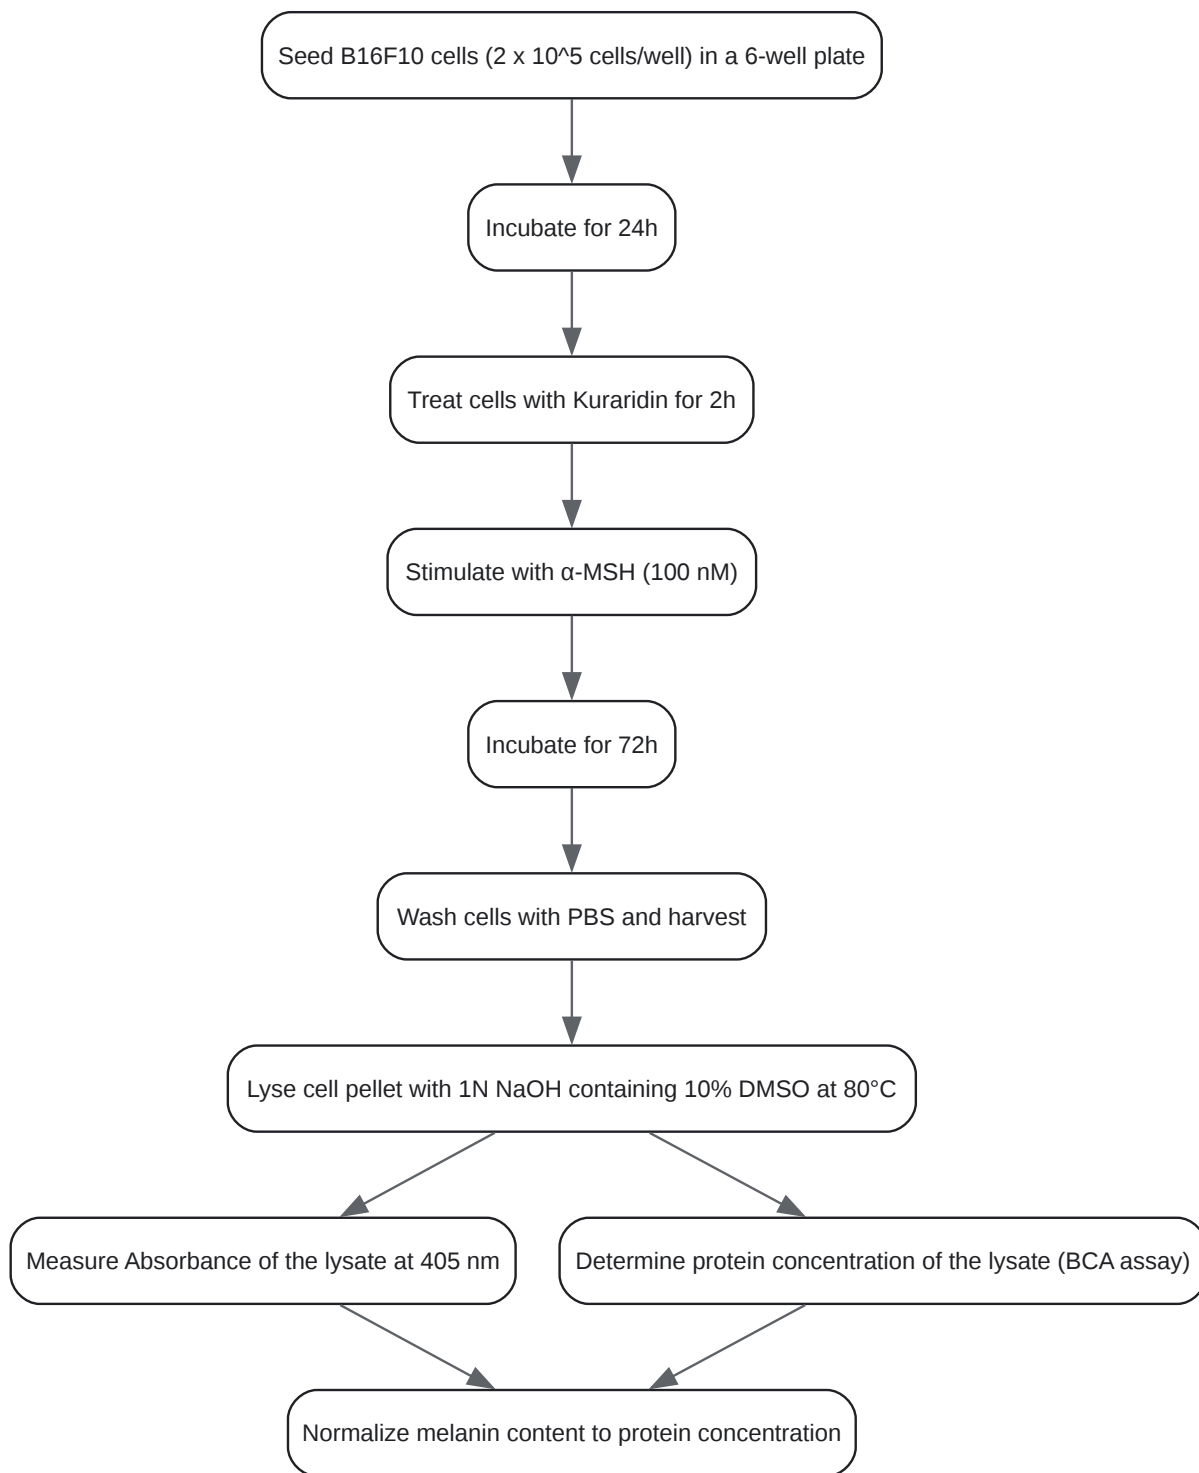 Seed B16F10 cells (2 x 10^5 cells/well) in a 6-well plate
Incubate for 24h
Treat cells with Kuraridin for 2h
Stimulate with α-MSH (100 nM)
Incubate for 72h
Wash cells with PBS and harvest
Lyse cell pellet with 1N NaOH containing 10% DMSO at 80°C
Measure Absorbance of the lysate at 405 nm
Determine protein concentration of the lysate (BCA assay)
Normalize melanin content to protein concentration